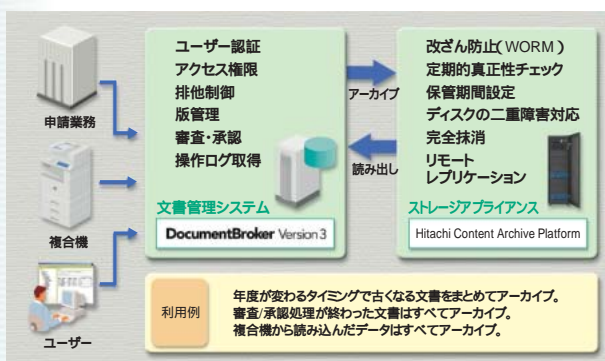 申請業務
複合機
ユーザー
ユーザー認証
アクセス権限
排他制御
版管理
審査・承認
操作ログ取得
文書管理システム
DocumentBroker Version 3
アーカイブ
読み出し
改ざん防止(WORM)
定期的真正性チェック
保管期間設定
ディスクの二重障害対応
完全抹消
リモート
レプリケーション
ストレージアプライアンス
Hitachi Content Archive Platform
利用例
年度が変わるタイミングで古くなる文書をまとめてアーカイブ。
審査/承認処理が終わった文書はすべてアーカイブ。
複合機から読み込んだデータはすべてアーカイブ。